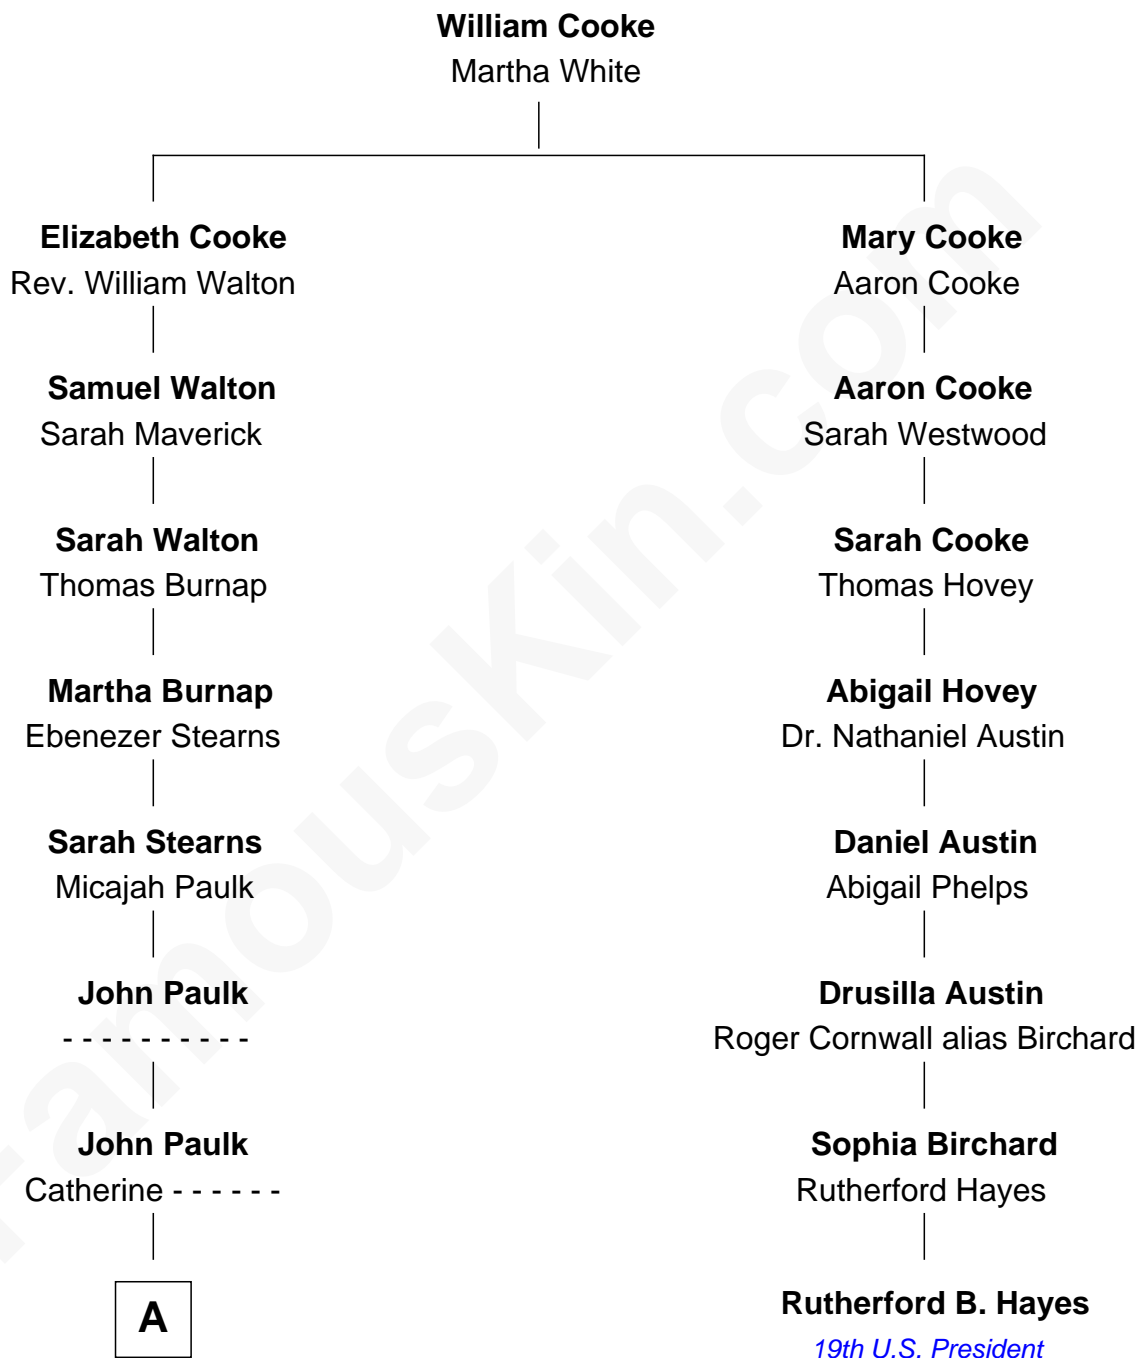 William Cooke
Martha White
Elizabeth Cooke
Rev. William Walton
Mary Cooke
Aaron Cooke
Samuel Walton
Sarah Maverick
Aaron Cooke
Sarah Westwood
Sarah Walton
Thomas Burnap
Sarah Cooke
Thomas Hovey
Martha Burnap
Ebenezer Stearns
Abigail Hovey
Dr. Nathaniel Austin
Sarah Stearns
Micajah Paulk
Daniel Austin
Abigail Phelps
John Paulk
- - - - - - - - - -
Drusilla Austin
Roger Cornwall alias Birchard
John Paulk
Catherine - - - - - -
Sophia Birchard
Rutherford Hayes
A
Rutherford B. Hayes
19th U.S. President
FamousKin.com